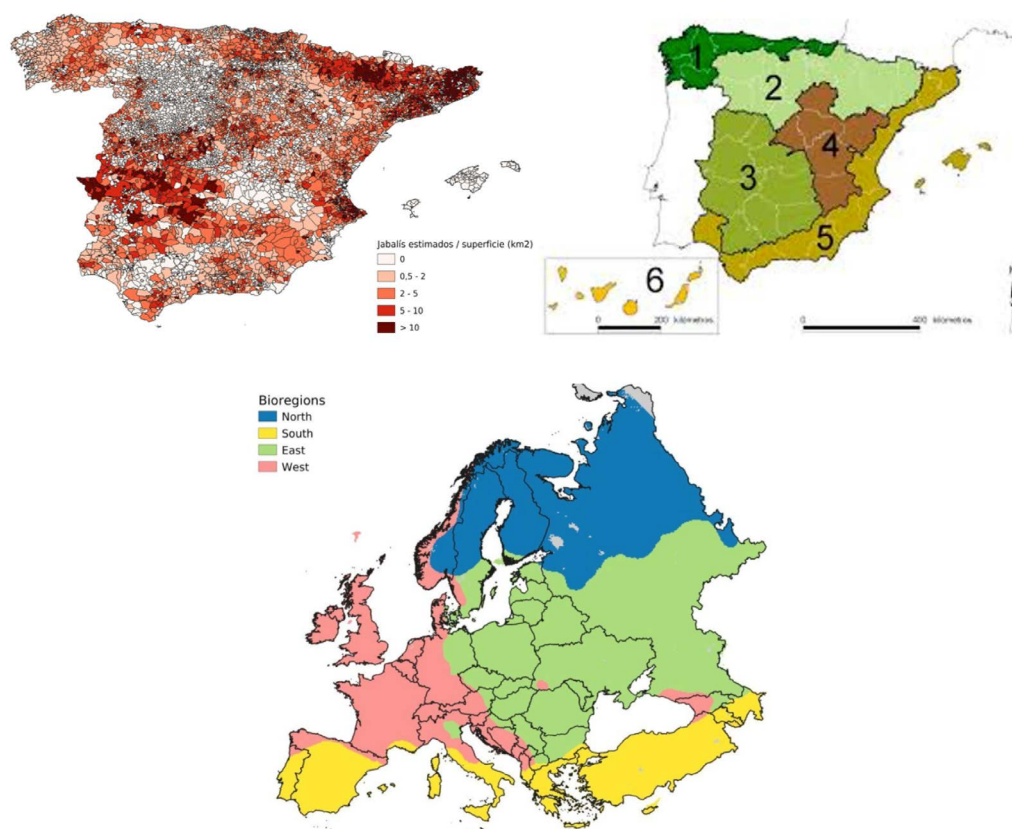 Jabalís estimados / superficie (km2)
0
0,5 - 2
2 - 5
5 - 10
> 10
1
2
3
4
5
6
0
200 kilómetros
0
400 kilómetros
Bioregions
North
South
East
West